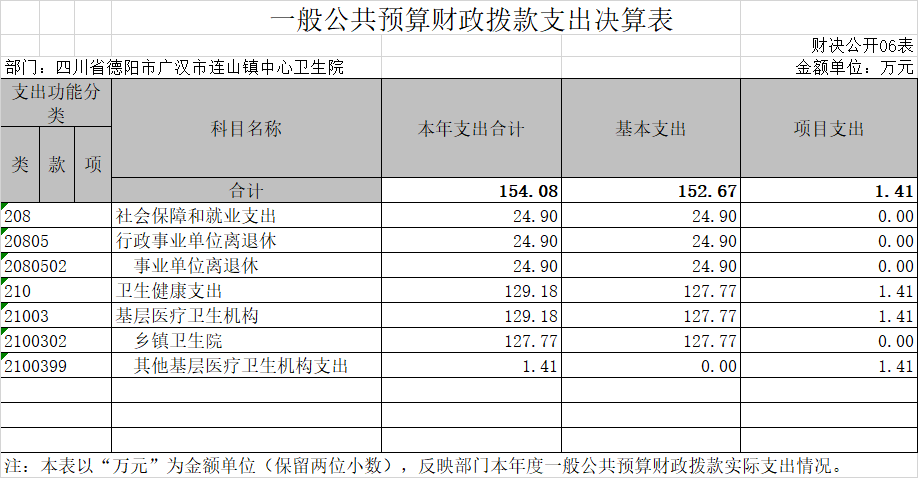 一般公共预算财政拨款支出决算表
财决公开06表
部门：四川省德阳市广汉市连山镇中心卫生院 金额单位：万元
支出功能分类 科目名称 本年支出合计 基本支出 项目支出
类 款 项
合计 154.08 152.67 1.41
208 社会保障和就业支出 24.90 24.90 0.00
20805 行政事业单位离退休 24.90 24.90 0.00
2080502 事业单位离退休 24.90 24.90 0.00
210 卫生健康支出 129.18 127.77 1.41
21003 基层医疗卫生机构 129.18 127.77 1.41
2100302 乡镇卫生院 127.77 127.77 0.00
2100399 其他基层医疗卫生机构支出 1.41 0.00 1.41
注：本表以“万元”为金额单位（保留两位小数），反映部门本年度一般公共预算财政拨款实际支出情况。